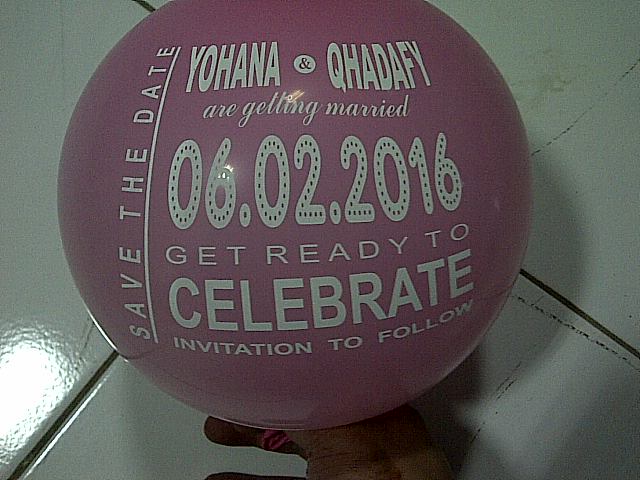 SAVE THE DATE
YOHANA & QHADAFY
are getting married
06.02.2016
GET READY TO
CELEBRATE
INVITATION TO FOLLOW